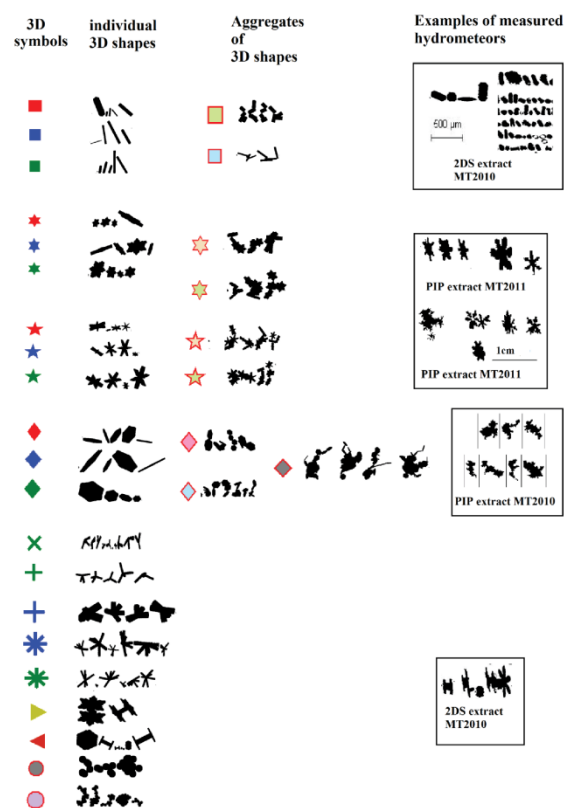 3D
symbols
individual
3D shapes
Aggregates
of
3D shapes
Examples of measured
hydrometeors
500 µm
2DS extract
MT2010
PIP extract MT2011
1cm
PIP extract MT2011
PIP extract MT2010
2DS extract
MT2010